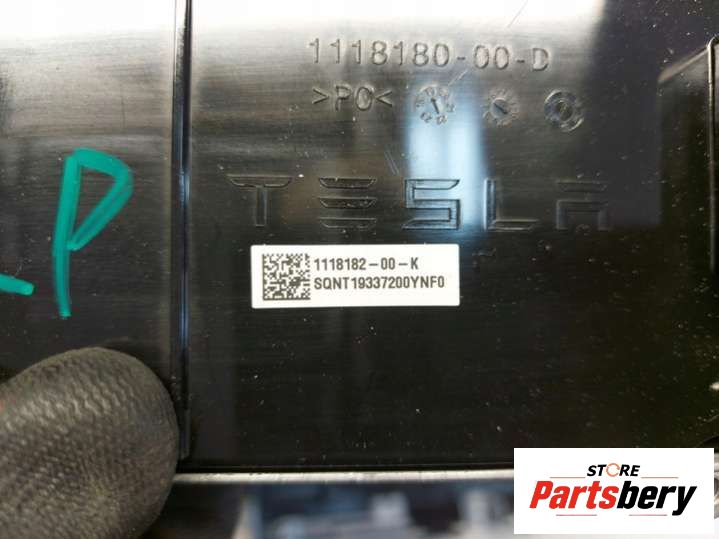 1118180-00-D
>PC<
TESLA
P
1118182-00-K
SQNT19337200YNF0
STORE
Partsbery